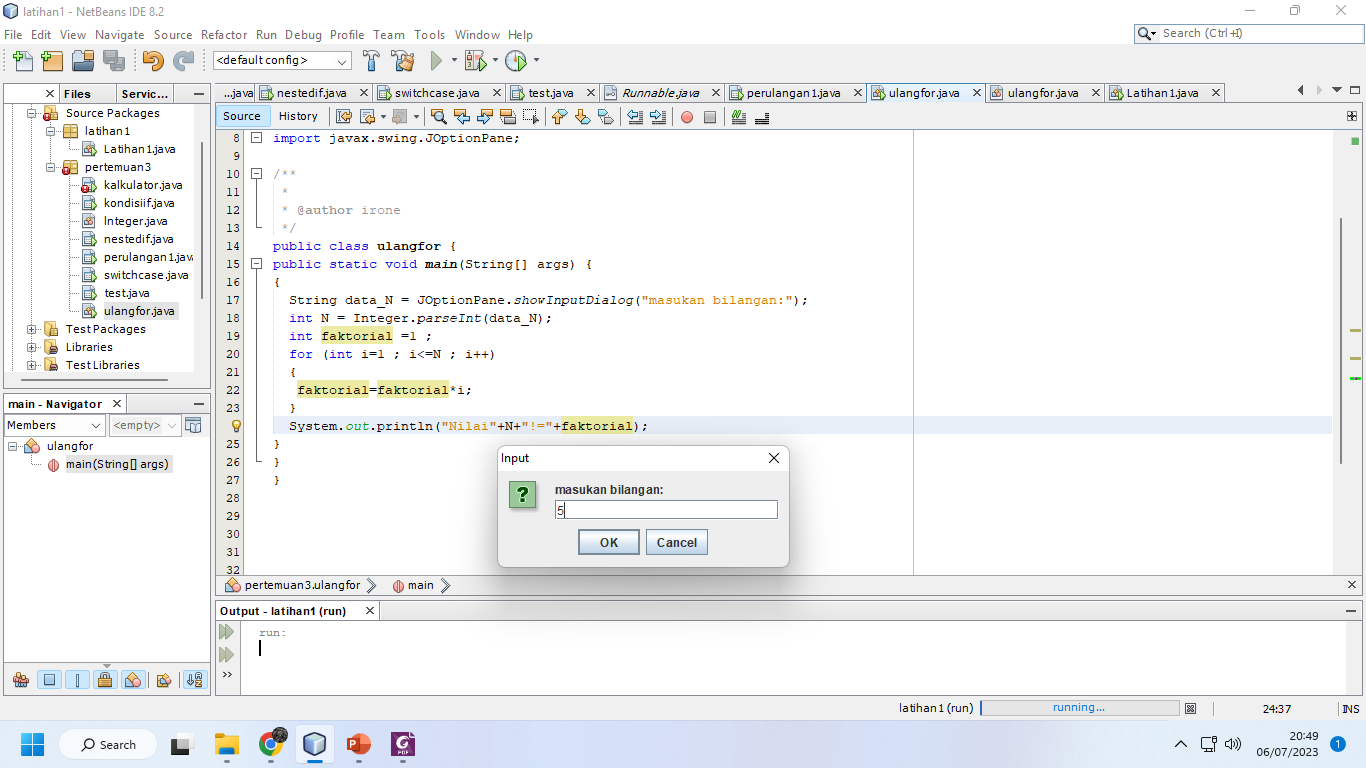 latihan1 - NetBeans IDE 8.2
File Edit View Navigate Source Refactor Run Debug Profile Team Tools Window Help
Search (Ctrl+I)
<default config>
Files Servic...
...java nestedif.java switchcase.java test.java Runnable.java perulangan1.java ulangfor.java ulangfor.java Latihan1.java
Source History
Source Packages
latihan1
Latihan1.java
pertemuan3
kalkulator.java
kondisiif.java
Integer.java
nestedif.java
perulangan1.java
switchcase.java
test.java
ulangfor.java
Test Packages
Libraries
Test Libraries
main - Navigator
Members <empty>
ulangfor
main(String[] args)
8 import javax.swing.JOptionPane;
9
10 /**
11 *
12 * @author irone
13 */
14 public class ulangfor {
15 public static void main(String[] args) {
16 {
17 String data_N = JOptionPane.showInputDialog("masukan bilangan:");
18 int N = Integer.parseInt(data_N);
19 int faktorial =1 ;
20 for (int i=1 ; i<=N ; i++)
21 {
22 faktorial=faktorial*i;
23 }
24 System.out.println("Nilai"+N+"!="+faktorial);
25 }
26 }
27 }
28
29
30
31
32
Input
masukan bilangan:
5
OK Cancel
pertemuan3.ulangfor main
Output - latihan1 (run)
run:
latihan1 (run) running... 24:37 INS
Search
20:49
06/07/2023
1